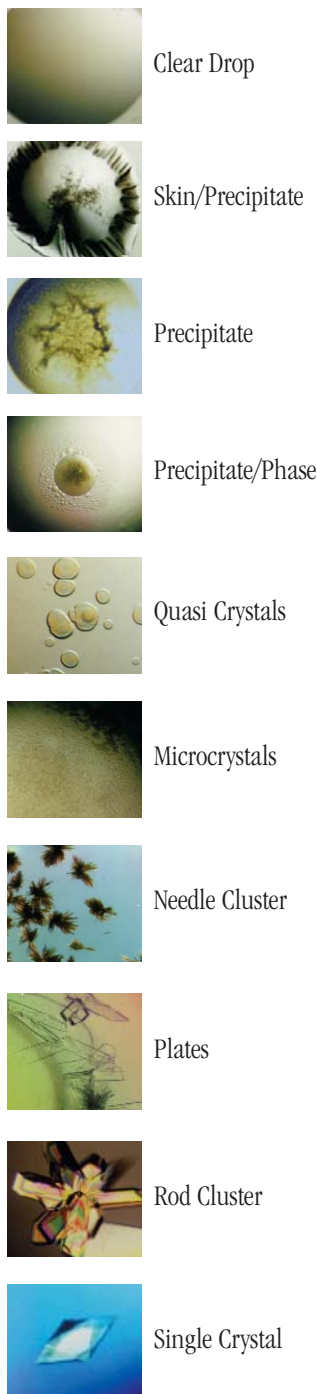 Clear Drop
Skin/Precipitate
Precipitate
Precipitate/Phase
Quasi Crystals
Microcrystals
Needle Cluster
Plates
Rod Cluster
Single Crystal